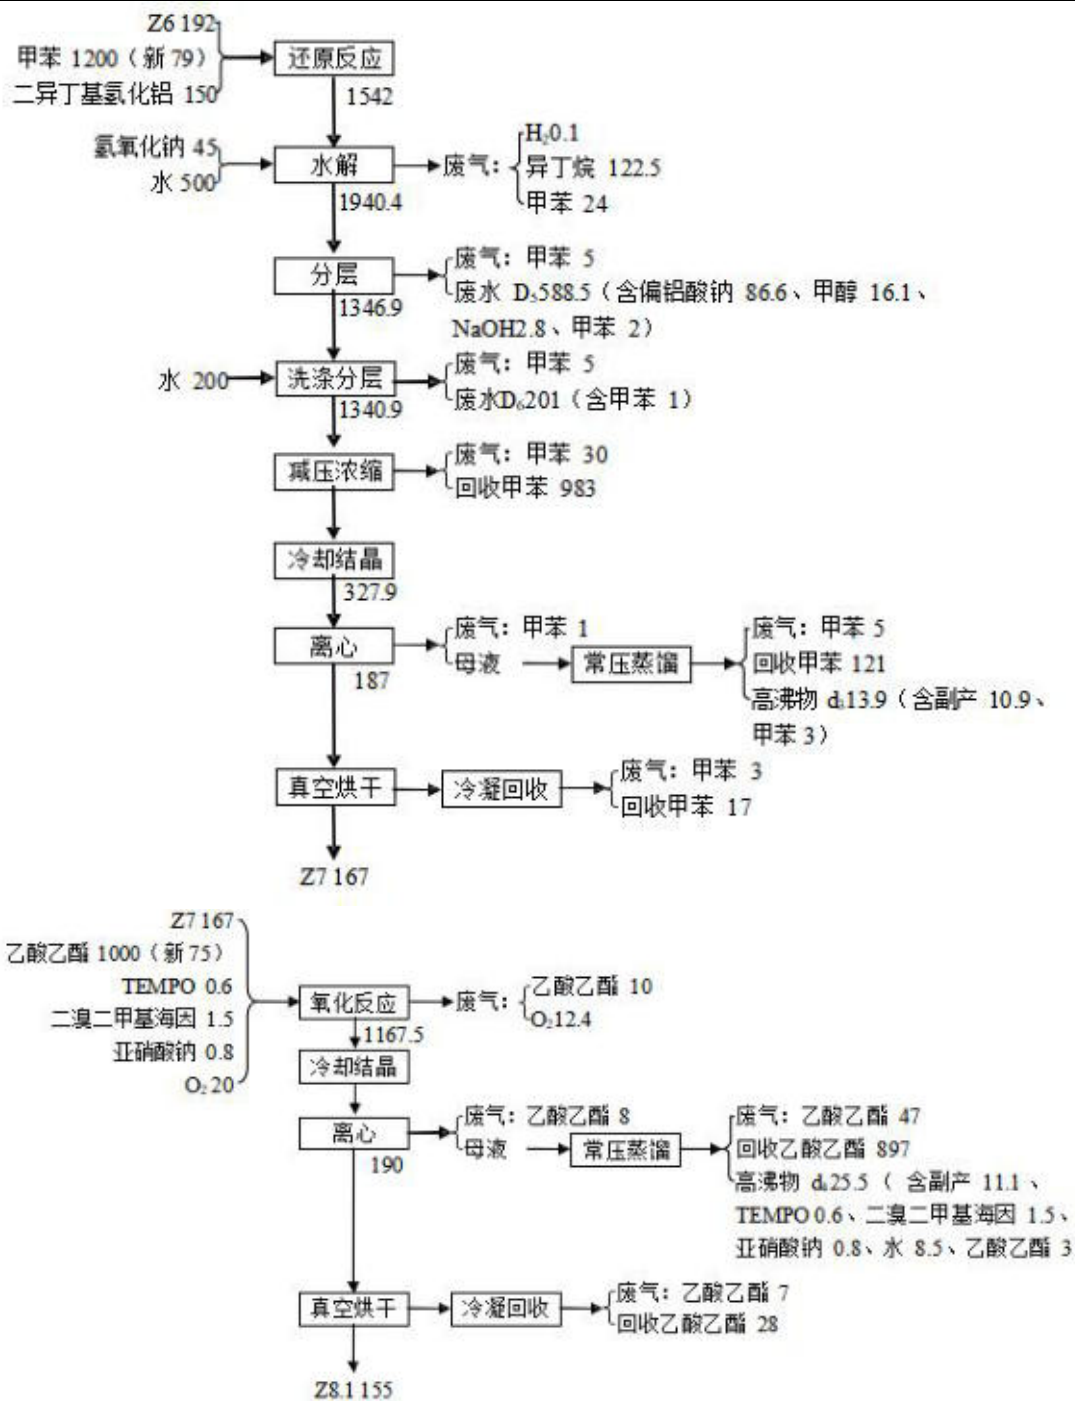 Z6 192
甲苯 1200（新 79）
二异丁基氢化铝 150
还原反应
1542
氢氧化钠 45
水 500
水解
1940.4
废气：
H₂0.1
异丁烷 122.5
甲苯 24
分层
1346.9
废气：甲苯 5
废水 D₅588.5（含偏铝酸钠 86.6、甲醇 16.1、
NaOH2.8、甲苯 2）
水 200
洗涤分层
1340.9
废气：甲苯 5
废水D₆201（含甲苯 1）
减压浓缩
废气：甲苯 30
回收甲苯 983
冷却结晶
327.9
离心
187
废气：甲苯 1
母液
常压蒸馏
废气：甲苯 5
回收甲苯 121
高沸物 d₃13.9（含副产 10.9、
甲苯 3）
真空烘干
冷凝回收
废气：甲苯 3
回收甲苯 17
Z7 167
Z7 167
乙酸乙酯 1000（新 75）
TEMPO 0.6
二溴二甲基海因 1.5
亚硝酸钠 0.8
O₂ 20
氧化反应
1167.5
废气：
乙酸乙酯 10
O₂12.4
冷却结晶
离心
190
废气：乙酸乙酯 8
母液
常压蒸馏
废气：乙酸乙酯 47
回收乙酸乙酯 897
高沸物 d₄25.5（ 含副产 11.1、
TEMPO 0.6、二溴二甲基海因 1.5、
亚硝酸钠 0.8、水 8.5、乙酸乙酯 3
真空烘干
冷凝回收
废气：乙酸乙酯 7
回收乙酸乙酯 28
Z8.1 155